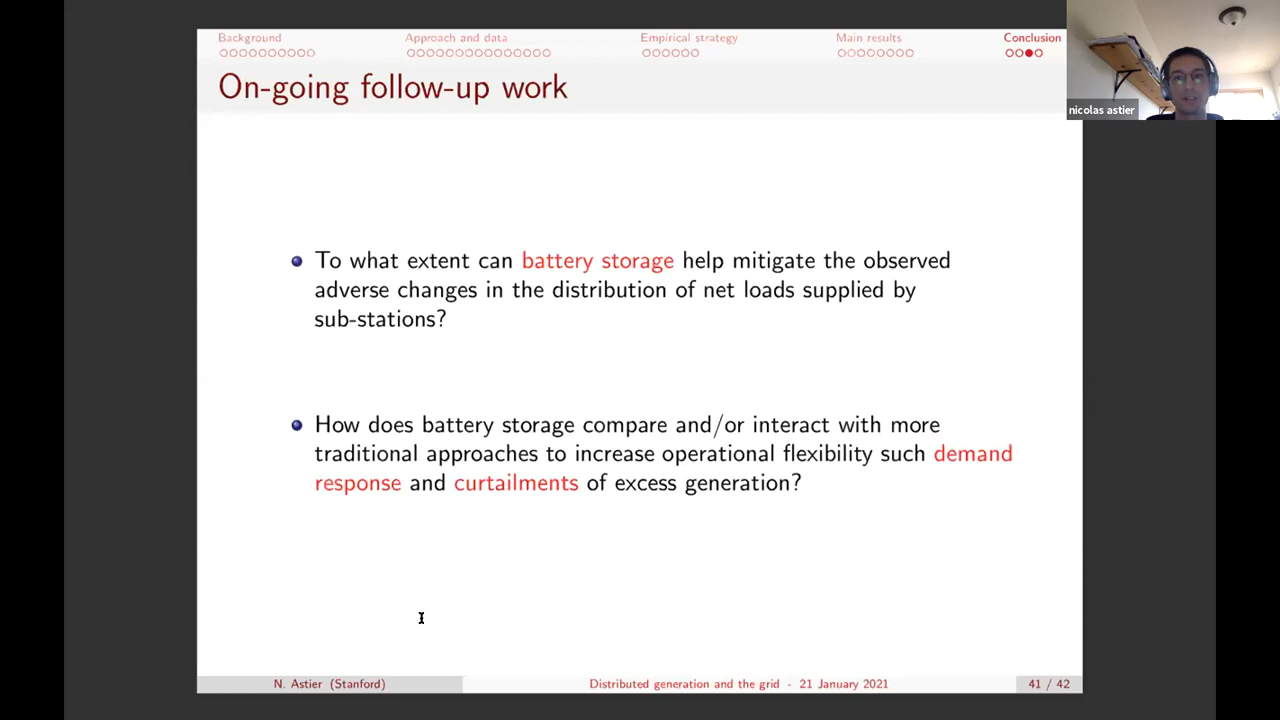 Background
Approach and data
Empirical strategy
Main results
Conclusion
On-going follow-up work
nicolas astier
To what extent can battery storage help mitigate the observed
adverse changes in the distribution of net loads supplied by
sub-stations?
How does battery storage compare and/or interact with more
traditional approaches to increase operational flexibility such demand
response and curtailments of excess generation?
N. Astier (Stanford)
Distributed generation and the grid - 21 January 2021
41 / 42